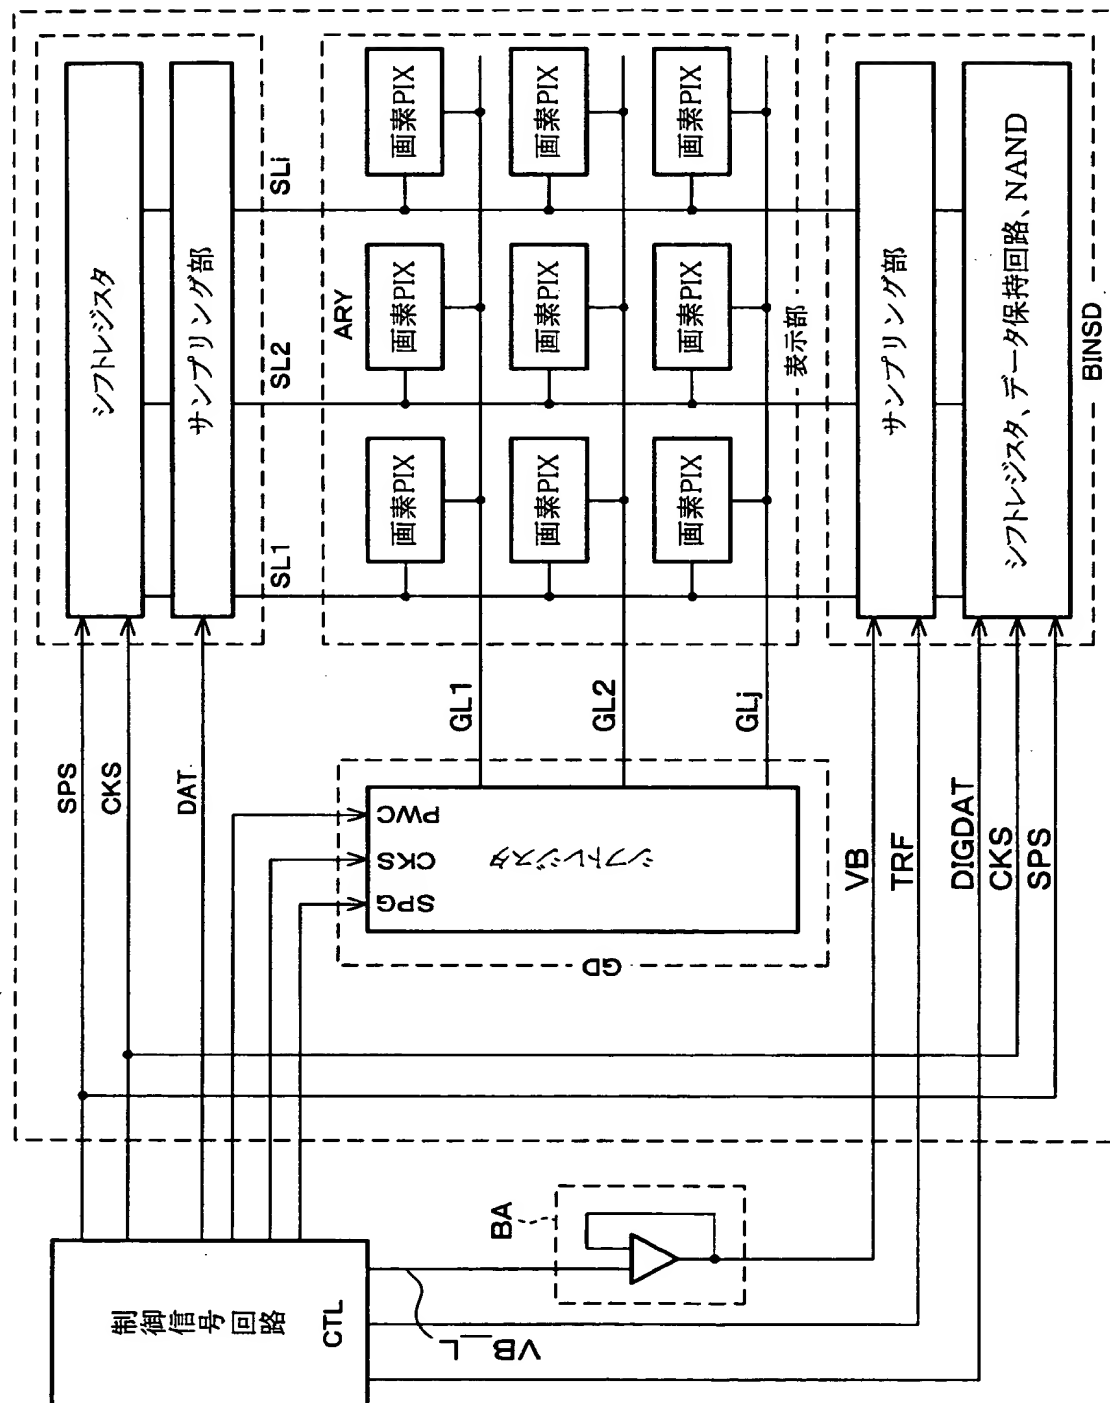 シフトレジスタ
サンプリング部
SL1
SL2
SLi
ARY
画素PIX
画素PIX
画素PIX
画素PIX
画素PIX
画素PIX
画素PIX
画素PIX
画素PIX
表示部
サンプリング部
シフトレジスタ、データ保持回路、NAND
BINSD
SPS
CKS
DAT
GL1
GL2
GLj
PWC
CKS
SPG
シフトレジスタ
GD
VB
TRF
DIGDAT
CKS
SPS
制御信号回路
CTL
VB_L
BA